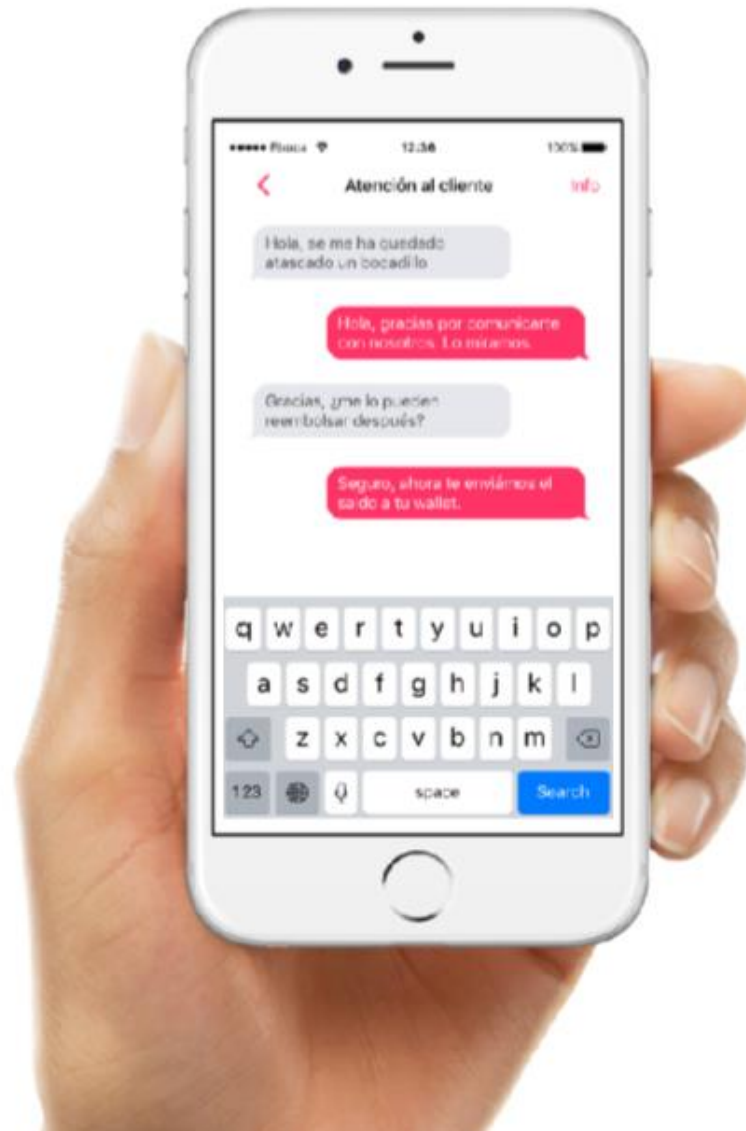 12:36
100%
Atención al cliente
Info
Hola, se me ha quedado
atascado un bocadillo
Hola, gracias por comunicarte
con nosotros. Lo miramos.
Gracias, ¿me lo pueden
reembolsar después?
Seguro, ahora te enviámos el
saldo a tu wallet.
q w e r t y u i o p
a s d f g h j k l
z x c v b n m
123 space Search